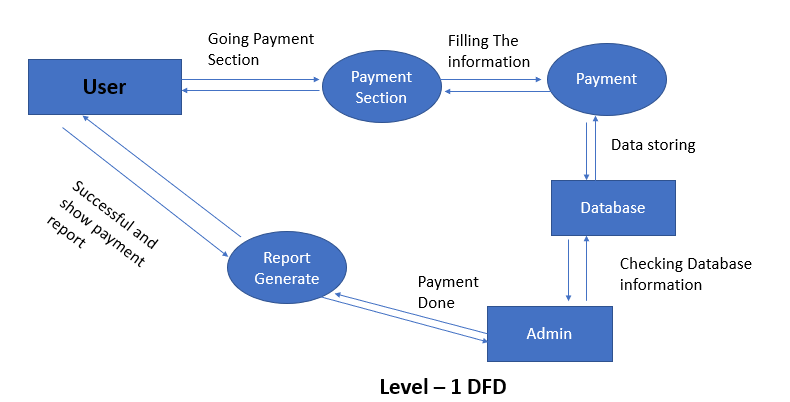 Going Payment
Section
Filling The
information
User
Payment
Section
Payment
Data storing
Successful and
show payment
report
Database
Report
Generate
Checking Database
information
Payment
Done
Admin
Level – 1 DFD